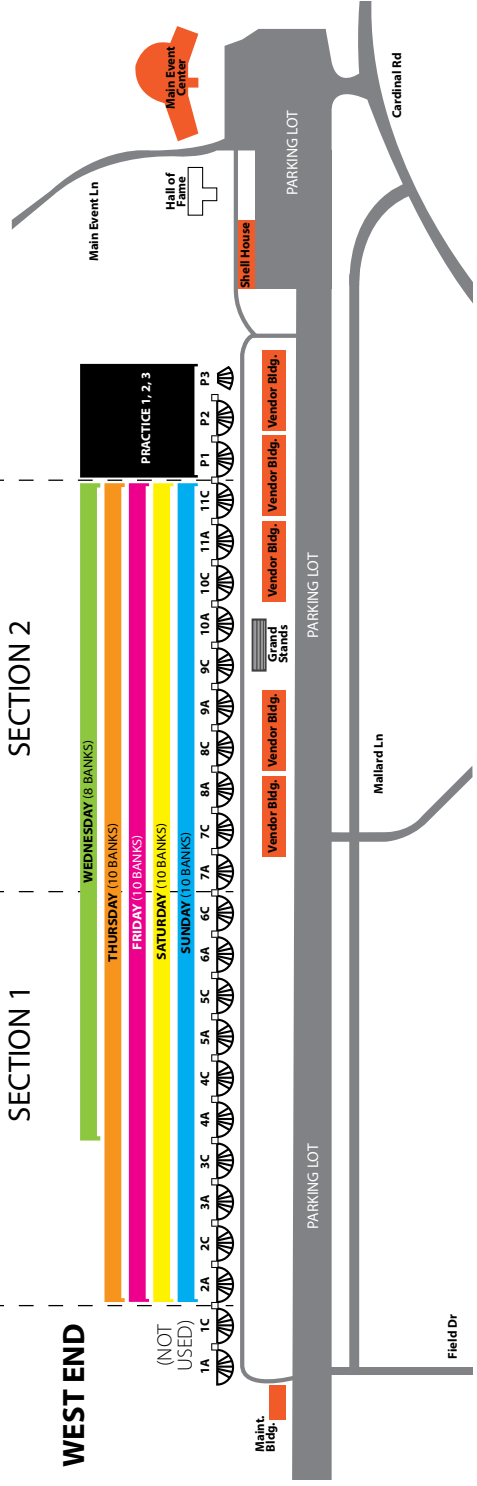 WEST END
SECTION 1
SECTION 2
WEDNESDAY (8 BANKS)
THURSDAY (10 BANKS)
FRIDAY (10 BANKS)
SATURDAY (10 BANKS)
SUNDAY (10 BANKS)
PRACTICE 1, 2, 3
(NOT
USED)
1A 1C 2A 2C 3A 3C 4A 4C 5A 5C 6A 6C 7A 7C 8A 8C 9A 9C 10A 10C 11A 11C P1 P2 P3
Main Event Ln
Hall of
Fame
Main Event
Center
Shell House
Maint.
Bldg.
Vendor Bldg.
Vendor Bldg.
Grand
Stands
Vendor Bldg.
Vendor Bldg.
Vendor Bldg.
PARKING LOT
PARKING LOT
PARKING LOT
Field Dr
Mallard Ln
Cardinal Rd